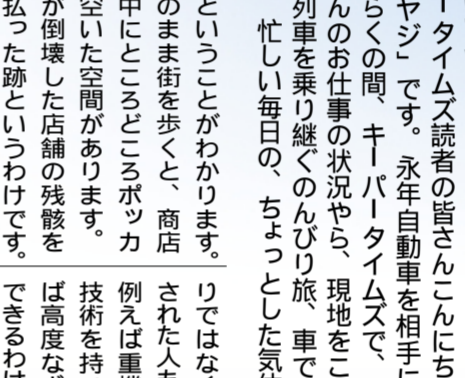 ータイムズ読者の皆さんこんにち
ヤジ」です。永年自動車を相手に
らくの間、キーパータイムズで、
んのお仕事の状況やら、現地をこ
列車を乗り継ぐのんびり旅、車で
忙しい毎日の、ちょっとした気休
ということがわかります。
のまま街を歩くと、商店
中にところどころポッカ
空いた空間があります。
が倒壊した店舗の残骸を
払った跡というわけです。
りではなく
された人
例えば重機
技術を持
ば高度な
できるわけ